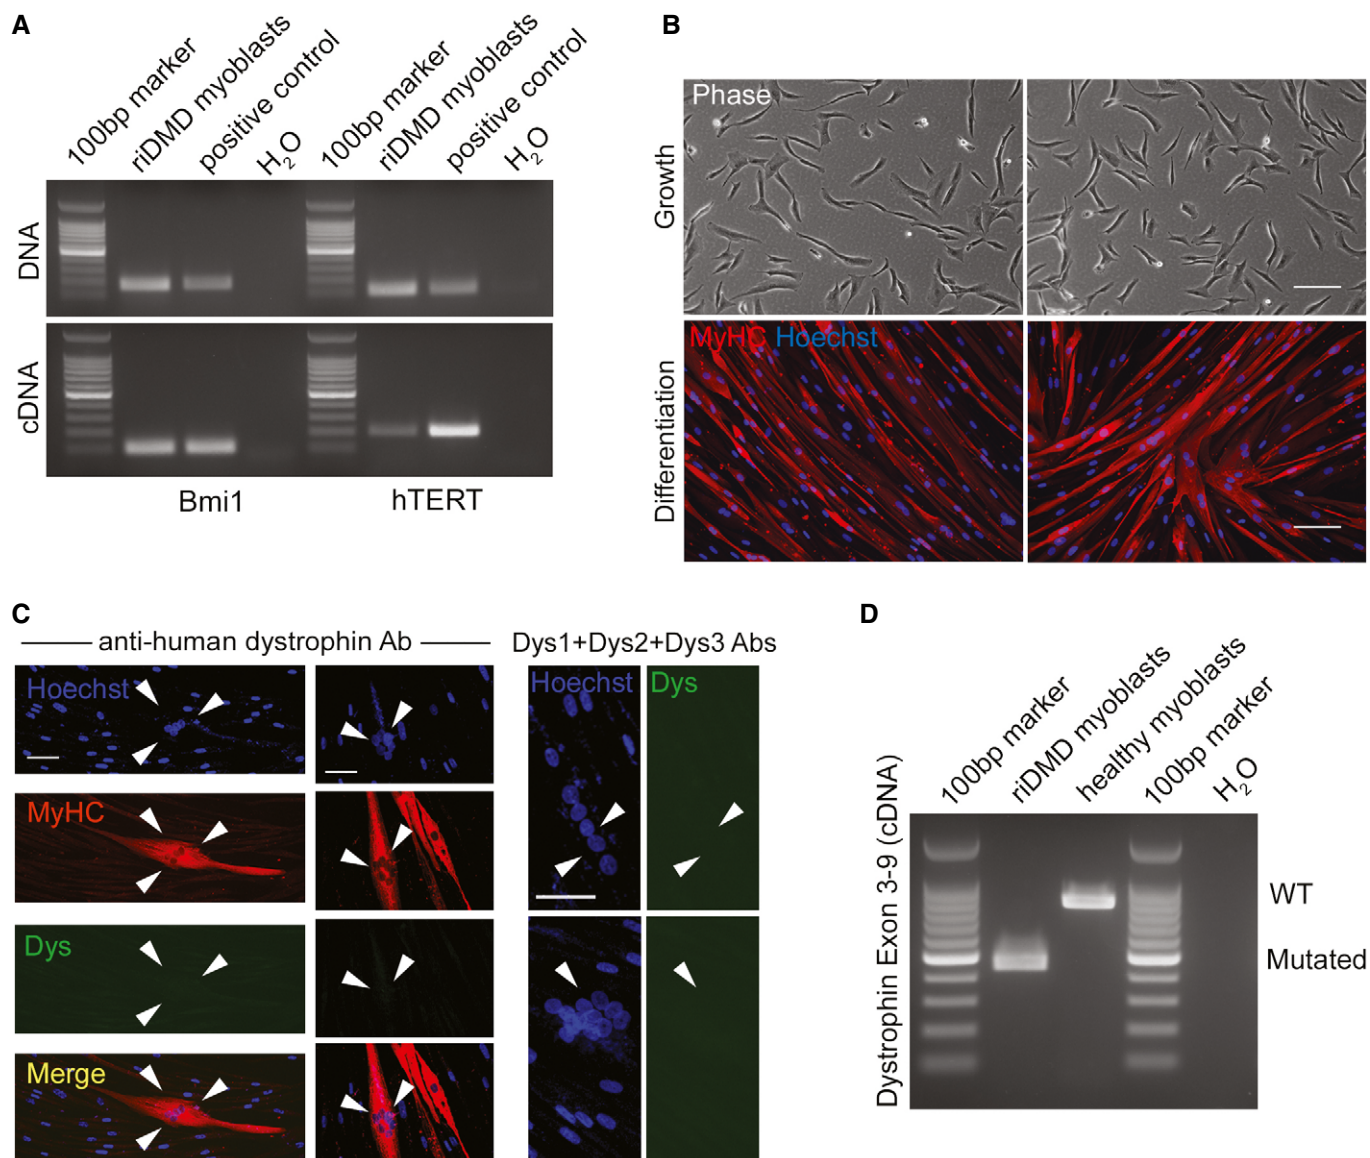 A
100bp marker
riDMD myoblasts
positive control
H2O
100bp marker
riDMD myoblasts
positive control
H2O
DNA
cDNA
Bmi1
hTERT
B
Phase
Growth
MyHC Hoechst
Differentiation
C
anti-human dystrophin Ab
Dys1+Dys2+Dys3 Abs
Hoechst
Hoechst
Dys
MyHC
Dys
Merge
D
100bp marker
riDMD myoblasts
healthy myoblasts
100bp marker
H2O
Dystrophin Exon 3-9 (cDNA)
WT
Mutated